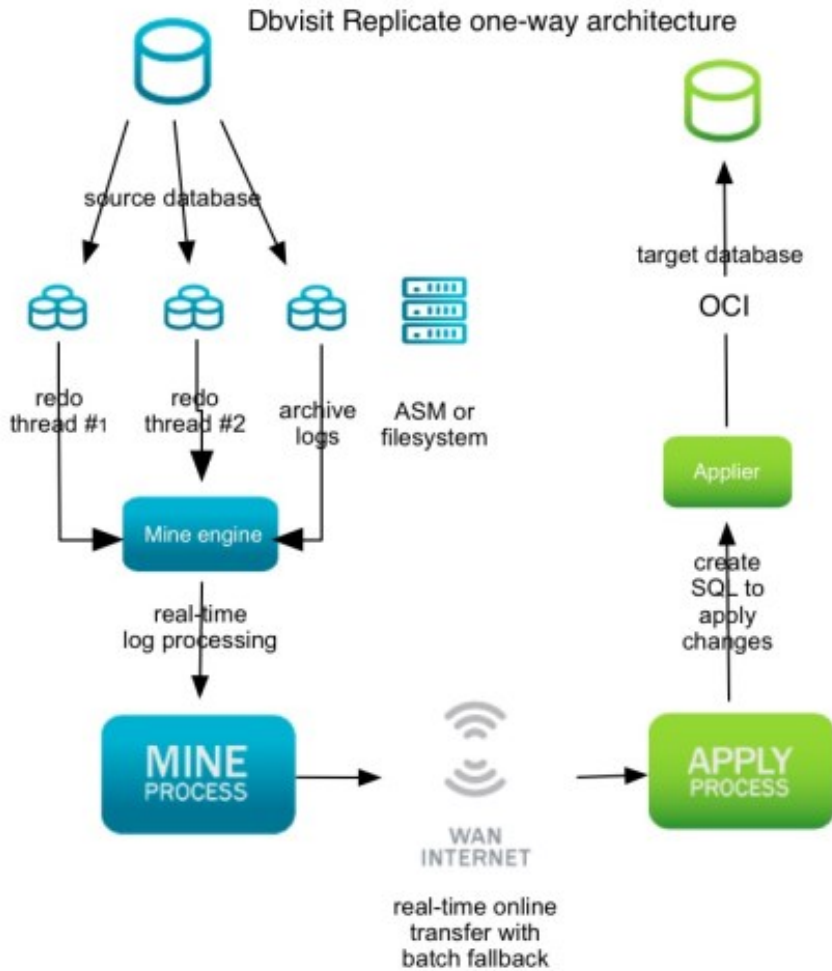 Dbvisit Replicate one-way architecture
source database
target database
OCI
redo
thread #1
redo
thread #2
archive
logs
ASM or
filesystem
Applier
Mine engine
create
SQL to
apply
changes
real-time
log processing
MINE
PROCESS
WAN
INTERNET
APPLY
PROCESS
real-time online
transfer with
batch fallback